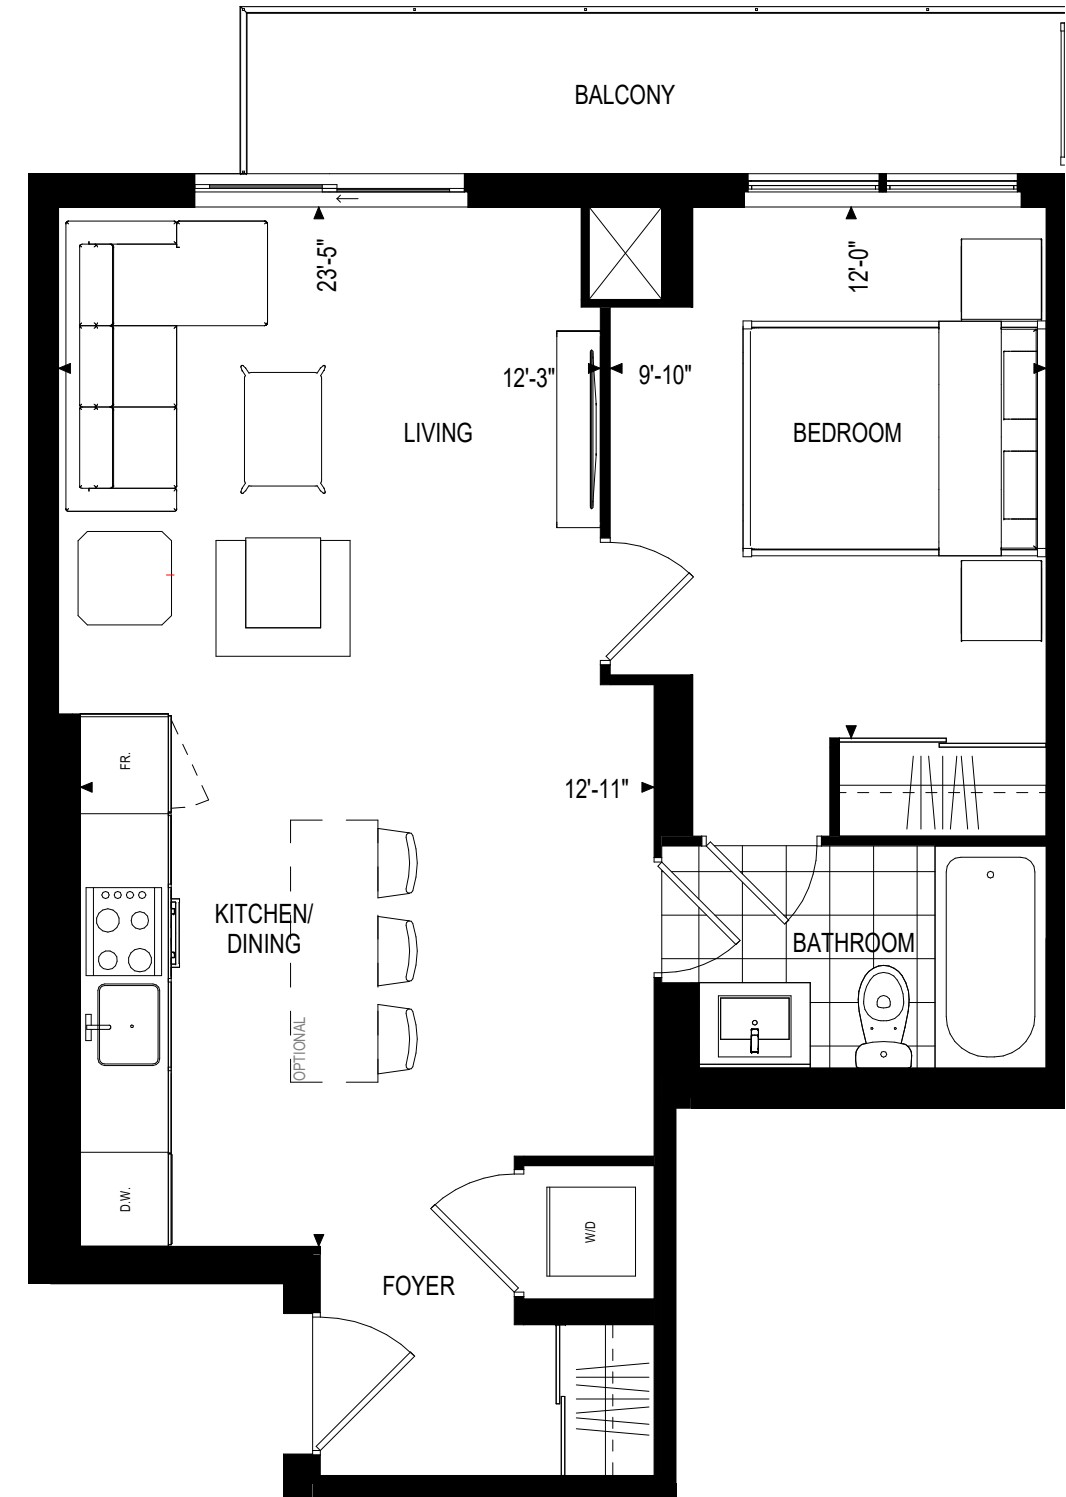 BALCONY
23'-5"
12'-0"
12'-3"
9'-10"
LIVING
BEDROOM
FR.
12'-11"
KITCHEN/
DINING
BATHROOM
OPTIONAL
D.W.
W/D
FOYER